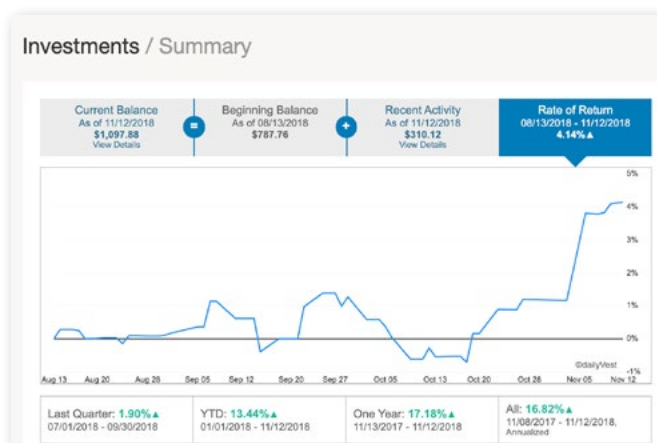 Investments / Summary
Current Balance
As of 11/12/2018
$1,097.88
View Details
=
Beginning Balance
As of 08/13/2018
$787.76
+
Recent Activity
As of 11/12/2018
$310.12
View Details
Rate of Return
08/13/2018 - 11/12/2018
4.14%▲
5%
4%
3%
2%
1%
0%
-1%
©dailyVest
Aug 13 Aug 20 Aug 28 Sep 05 Sep 12 Sep 20 Sep 27 Oct 05 Oct 13 Oct 20 Oct 28 Nov 05 Nov 12
Last Quarter: 1.90%▲
07/01/2018 - 09/30/2018
YTD: 13.44%▲
01/01/2018 - 11/12/2018
One Year: 17.18%▲
11/13/2017 - 11/12/2018
All: 16.82%▲
11/08/2017 - 11/12/2018,
Annualized